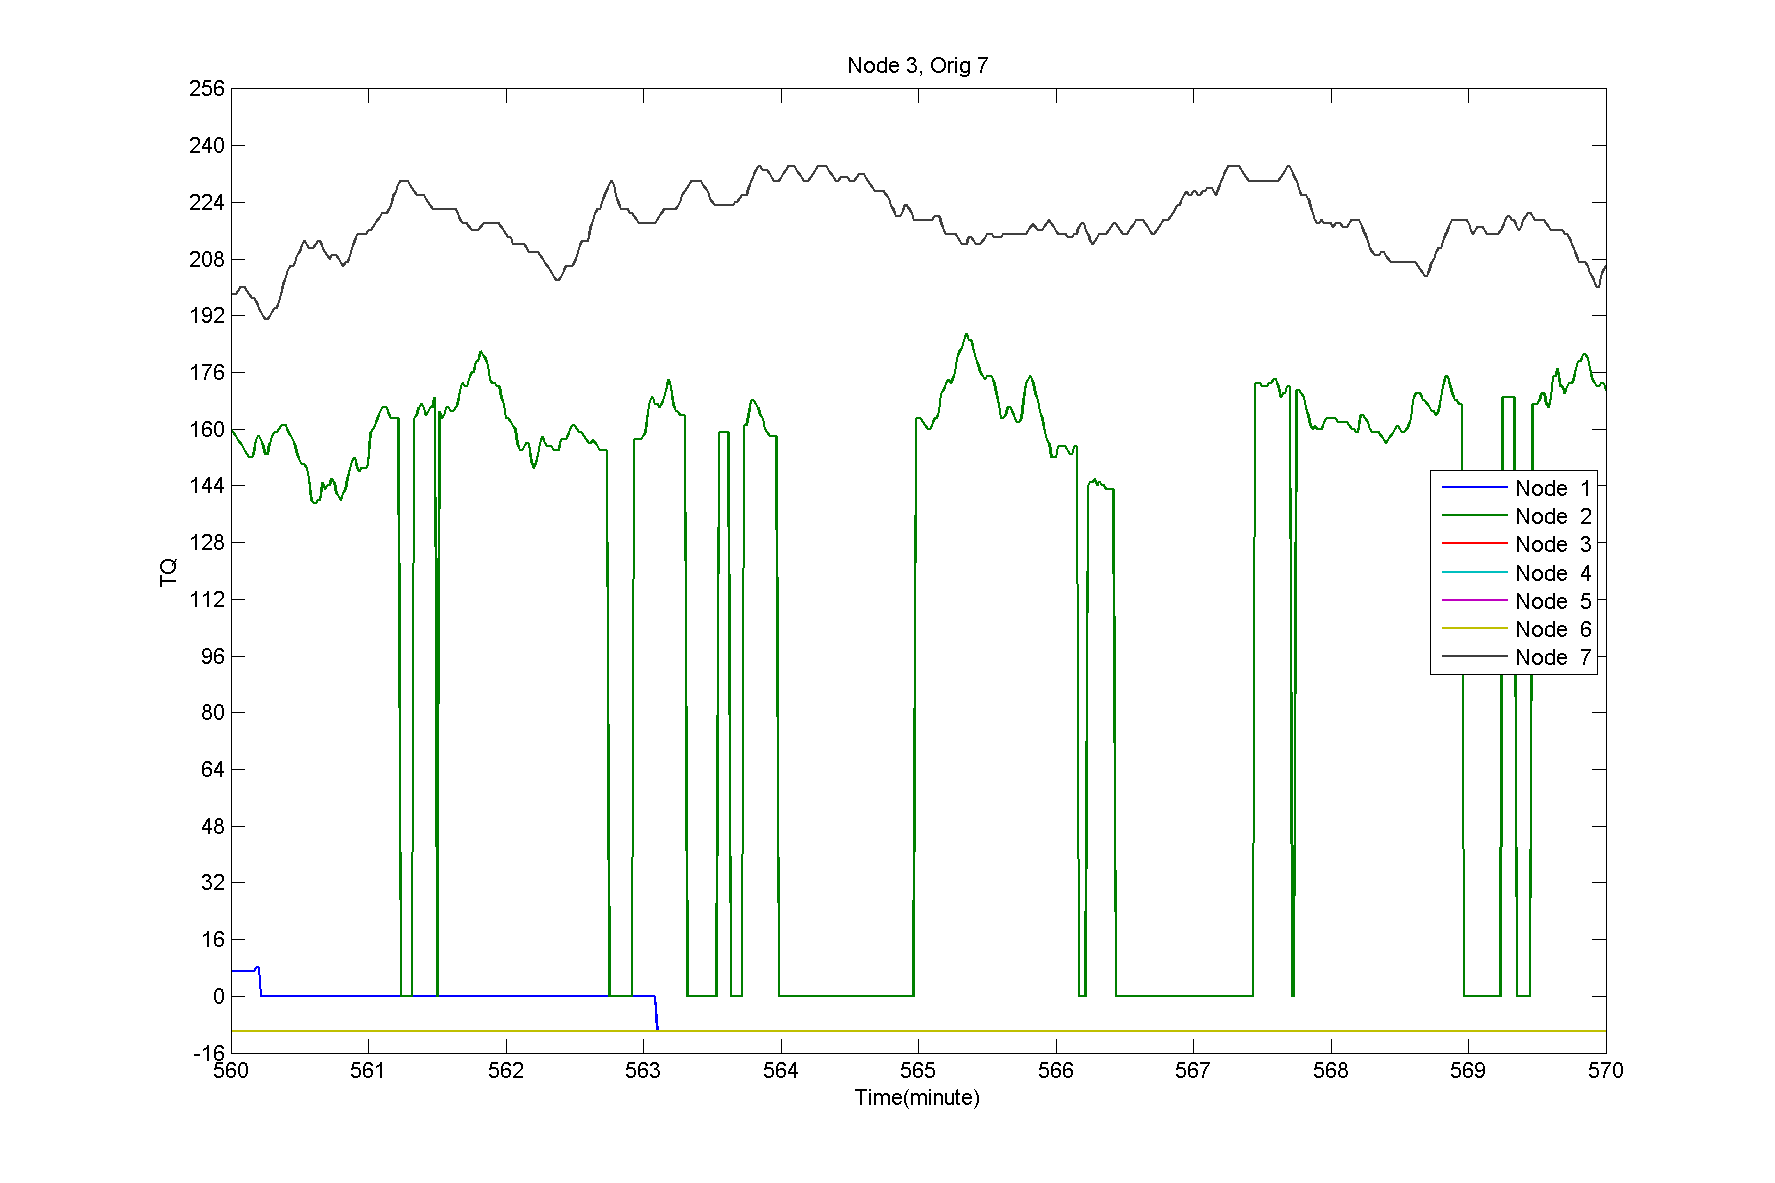 Node 3, Orig 7
256
240
224
208
192
176
160
144
128
112
96
80
64
48
32
16
0
-16
TQ
Node 1
Node 2
Node 3
Node 4
Node 5
Node 6
Node 7
560 561 562 563 564 565 566 567 568 569 570
Time(minute)